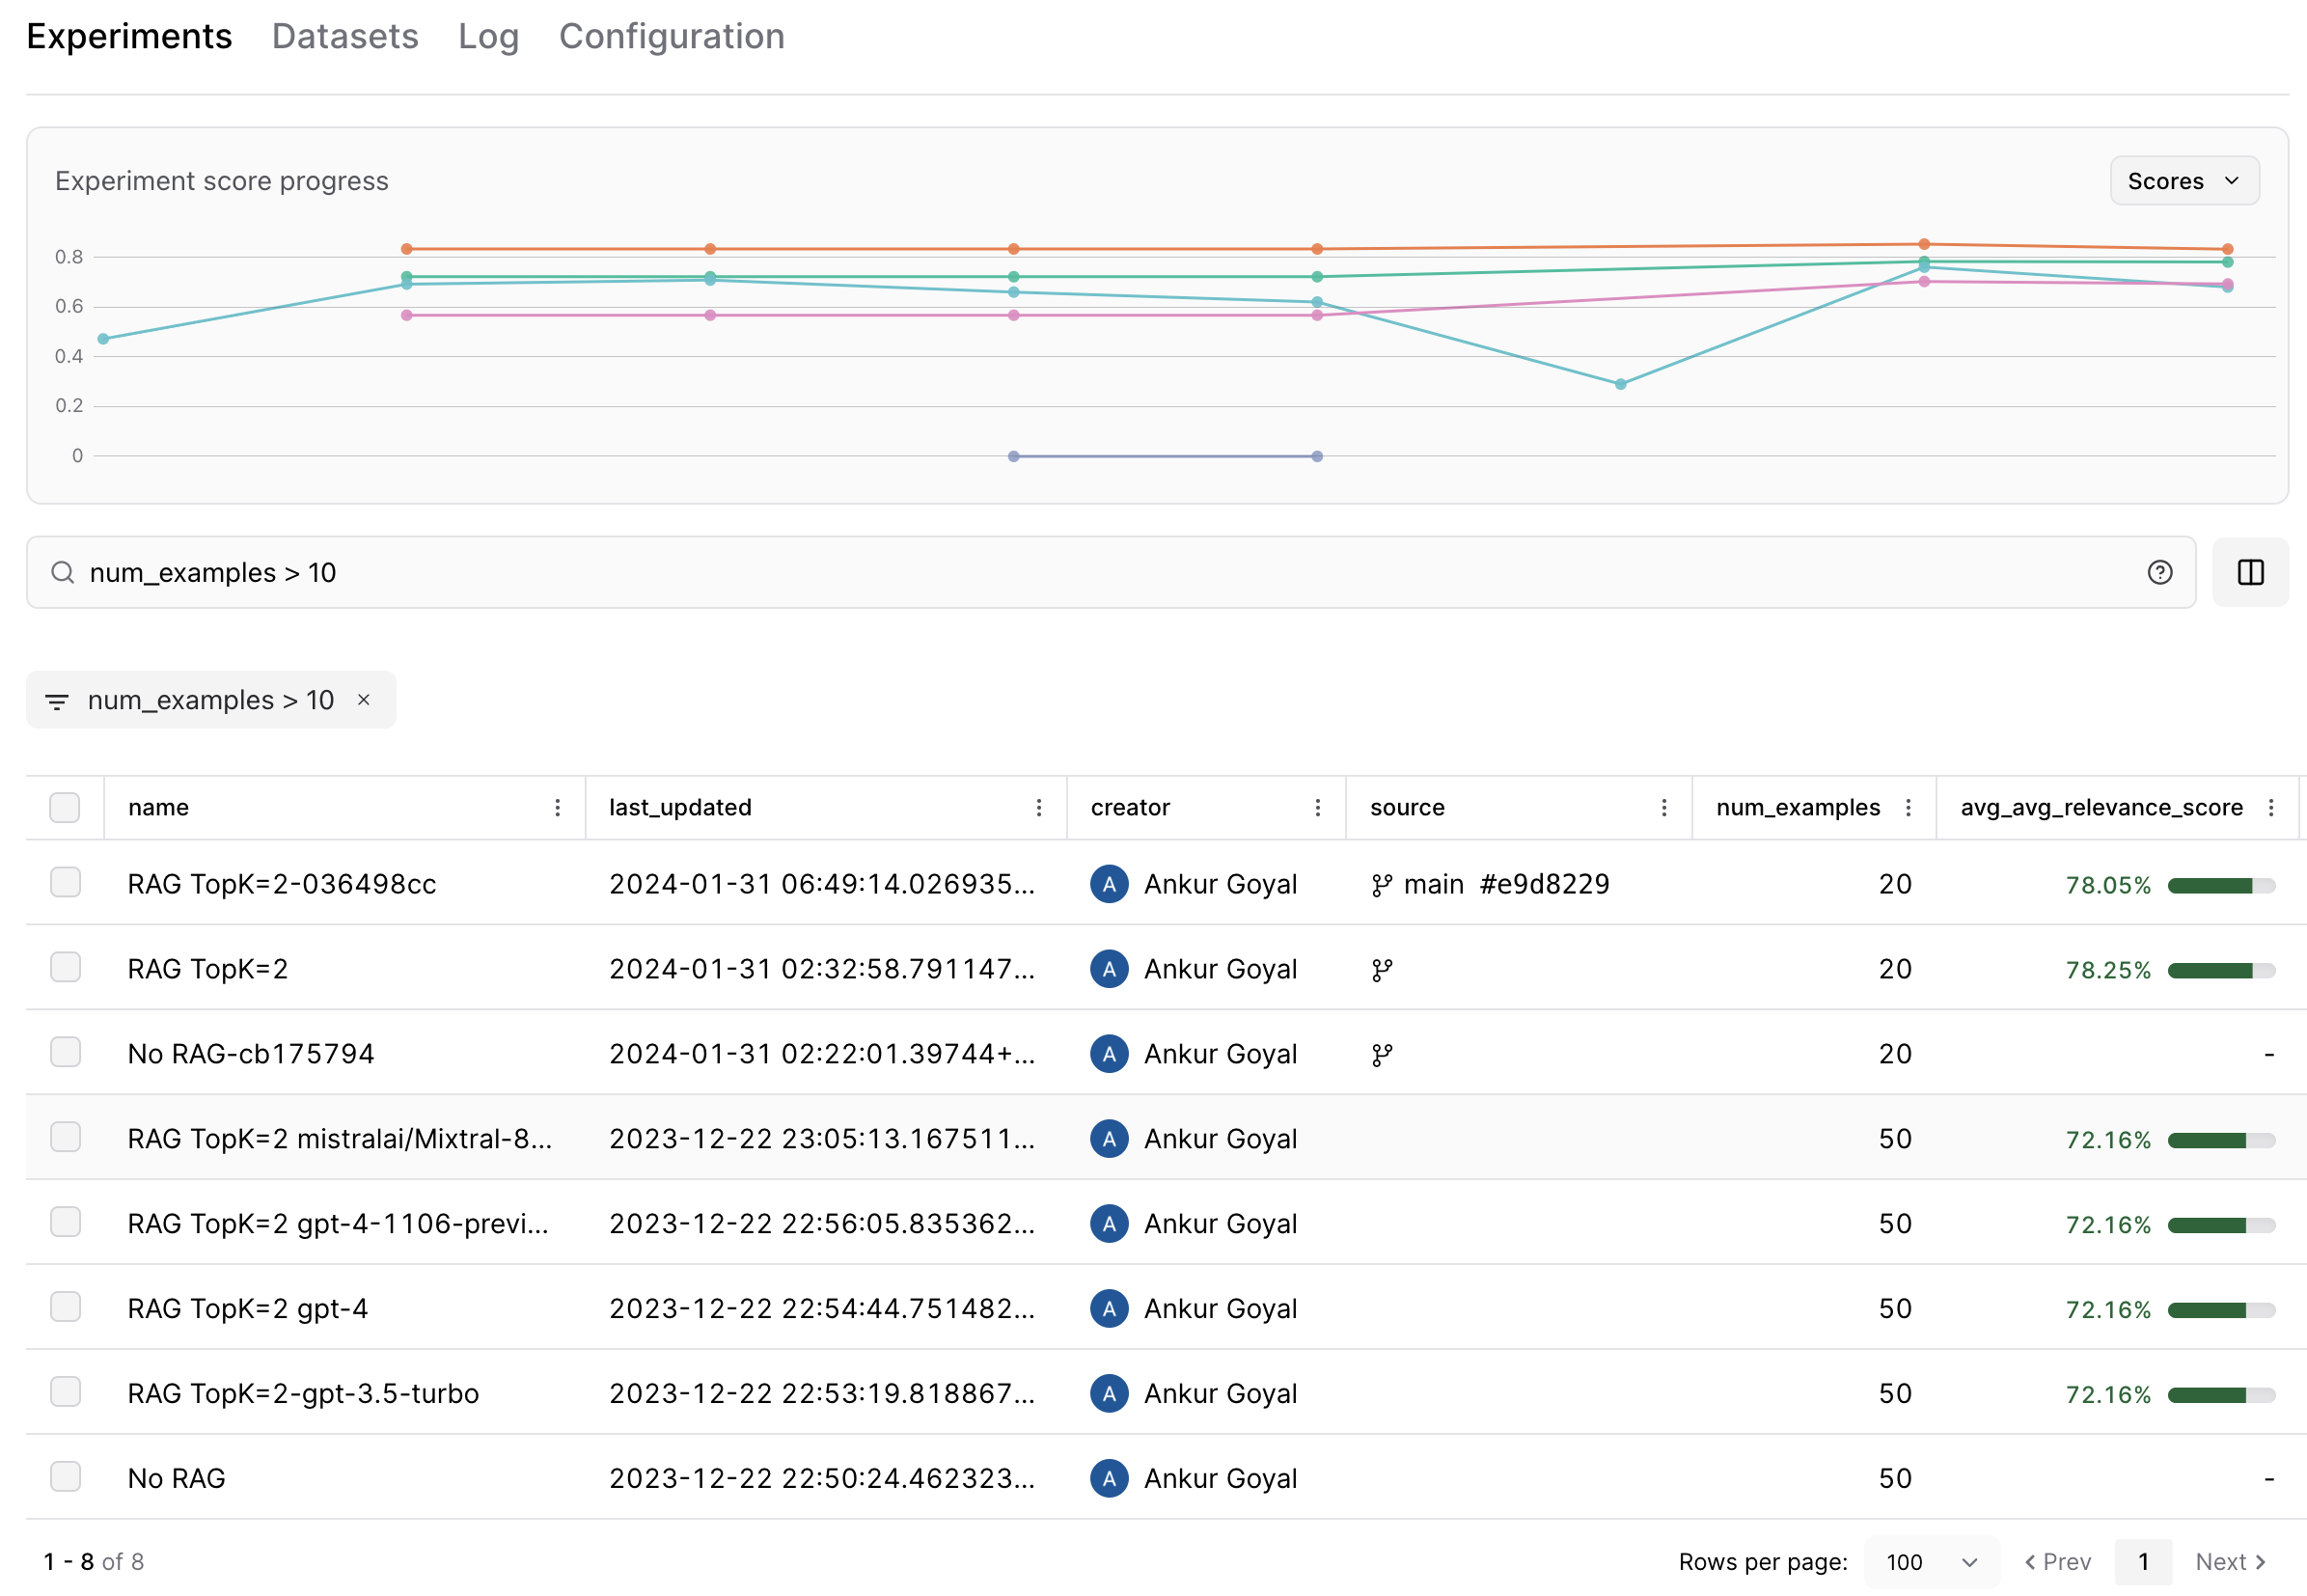 Experiments Datasets Log Configuration
Experiment score progress
Scores
0.8
0.6
0.4
0.2
0
num_examples > 10
num_examples > 10 ×
name last_updated creator source num_examples avg_avg_relevance_score
RAG TopK=2-036498cc 2024-01-31 06:49:14.026935... A Ankur Goyal main #e9d8229 20 78.05%
RAG TopK=2 2024-01-31 02:32:58.791147... A Ankur Goyal 20 78.25%
No RAG-cb175794 2024-01-31 02:22:01.39744+... A Ankur Goyal 20 -
RAG TopK=2 mistralai/Mixtral-8... 2023-12-22 23:05:13.167511... A Ankur Goyal 50 72.16%
RAG TopK=2 gpt-4-1106-previ... 2023-12-22 22:56:05.835362... A Ankur Goyal 50 72.16%
RAG TopK=2 gpt-4 2023-12-22 22:54:44.751482... A Ankur Goyal 50 72.16%
RAG TopK=2-gpt-3.5-turbo 2023-12-22 22:53:19.818867... A Ankur Goyal 50 72.16%
No RAG 2023-12-22 22:50:24.462323... A Ankur Goyal 50 -
1 - 8 of 8 Rows per page: 100 Prev 1 Next